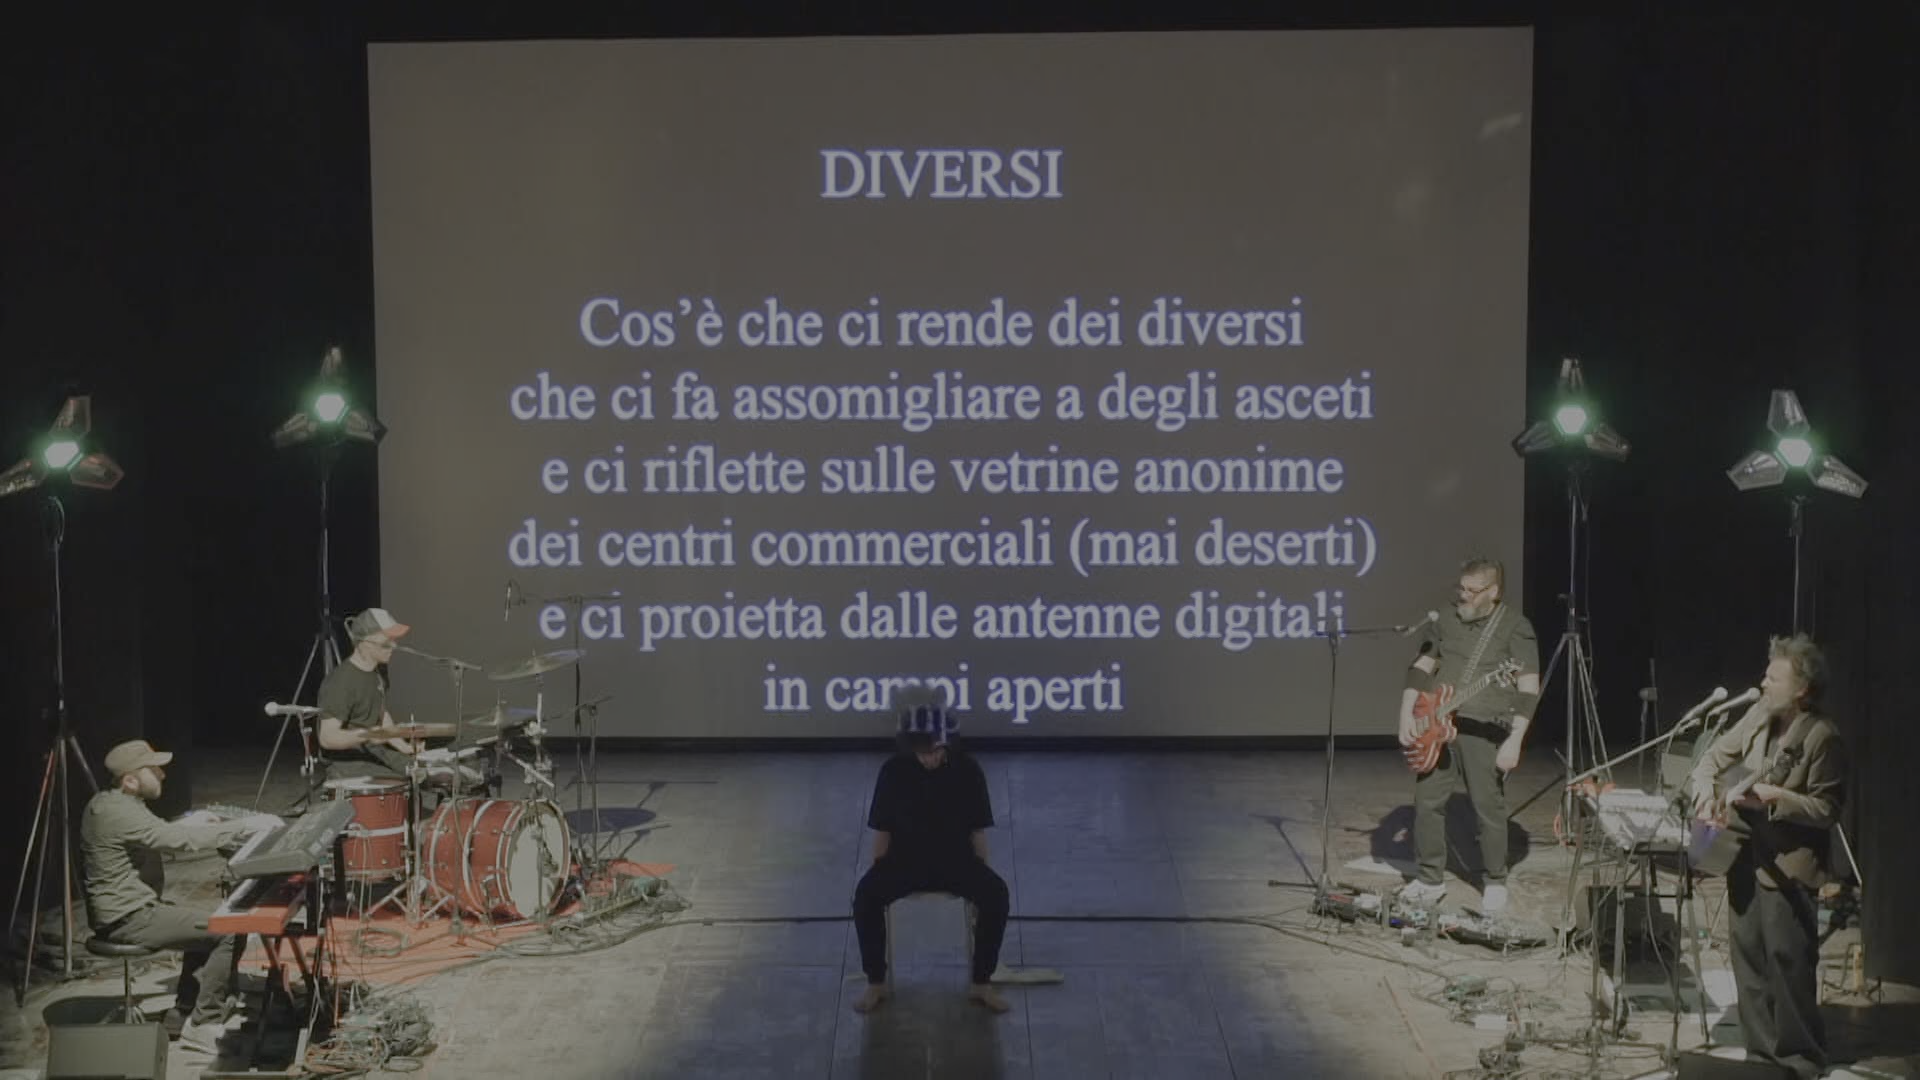 DIVERSI
Cos’è che ci rende dei diversi
che ci fa assomigliare a degli asceti
e ci riflette sulle vetrine anonime
dei centri commerciali (mai deserti)
e ci proietta dalle antenne digitali
in campi aperti